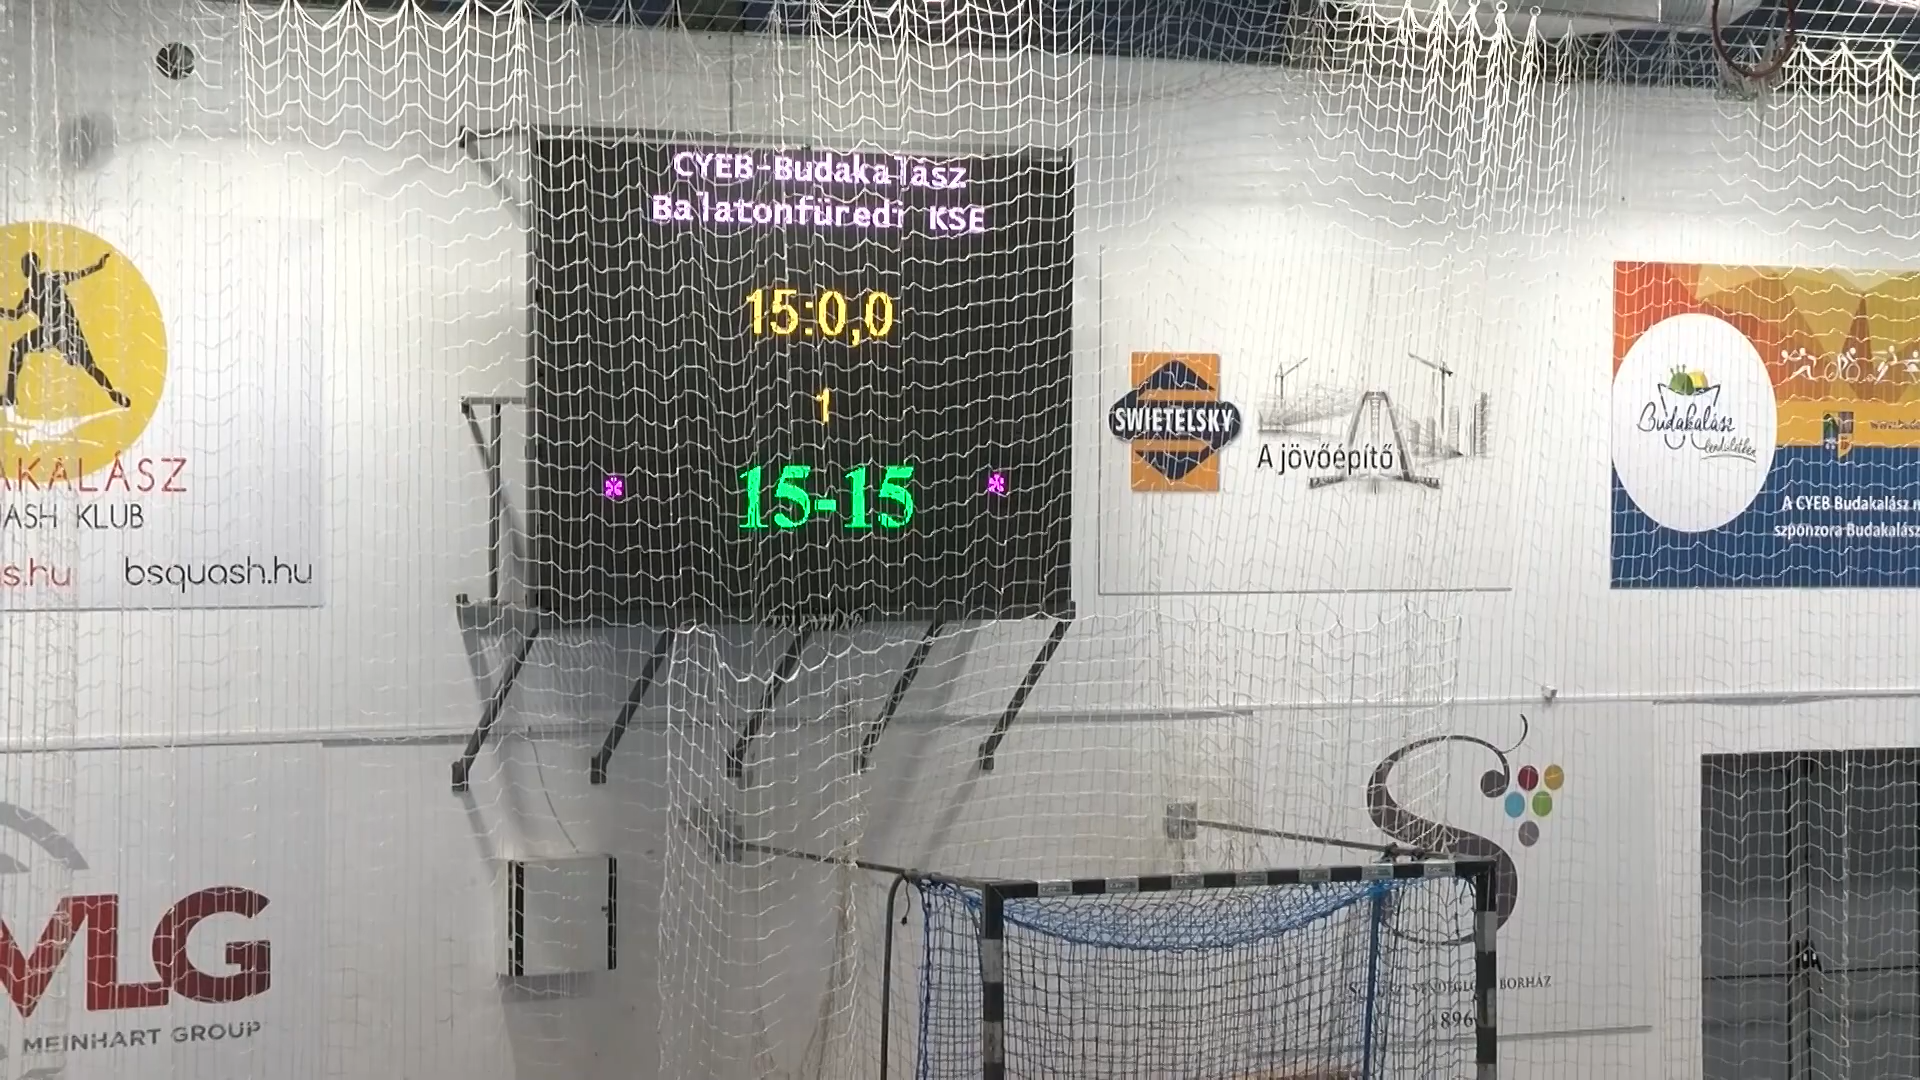 CYEB-Budakalász
Balatonfüredi KSE
15:0,0
1
* 15-15 *
AKALÁSZ
ASH KLUB
s.hu bsquash.hu
SWIETELSKY
A jövőépítő
Budakalász
lendületben
A CYEB Budakalász
szponzora Budakalász
VLG
MEINHART GROUP
BORHÁZ
1896